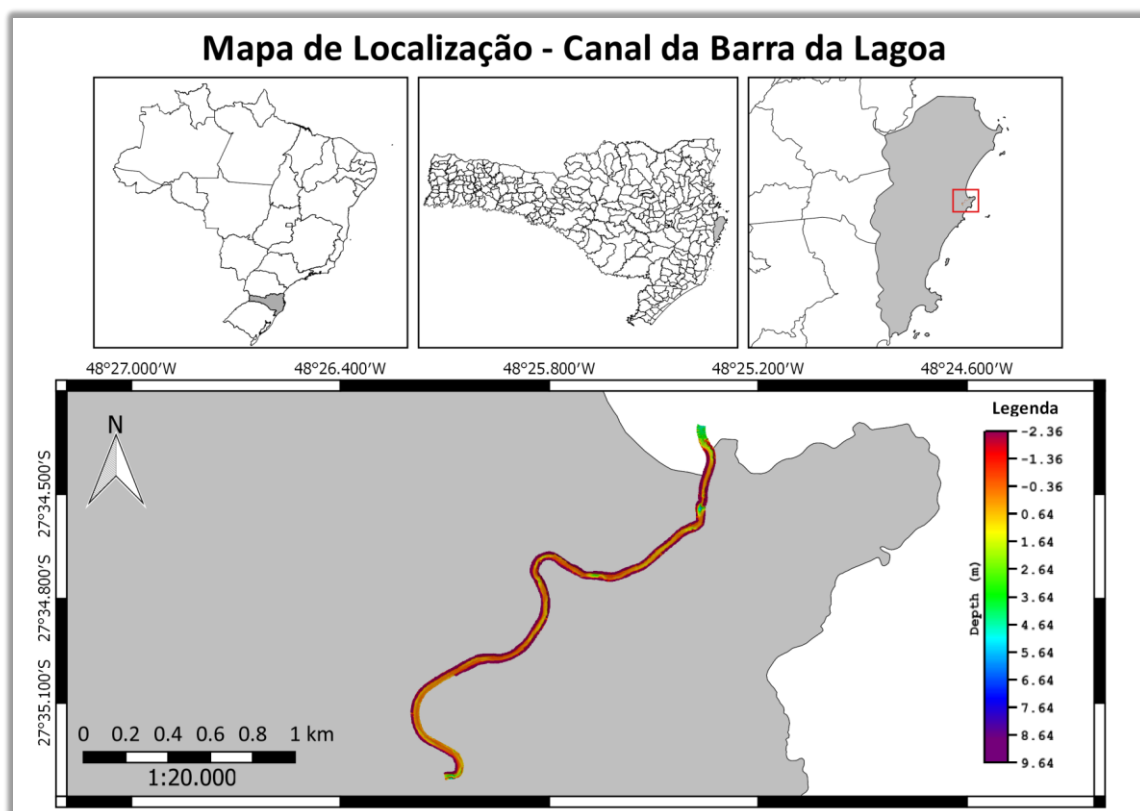 Mapa de Localização - Canal da Barra da Lagoa
48°27.000'W 48°26.400'W 48°25.800'W 48°25.200'W 48°24.600'W
N
Legenda
-2.36
-1.36
-0.36
0.64
1.64
2.64
3.64
4.64
5.64
6.64
7.64
8.64
9.64
Depth (m)
27°34.500'S
27°34.800'S
27°35.100'S
0 0.2 0.4 0.6 0.8 1 km
1:20.000